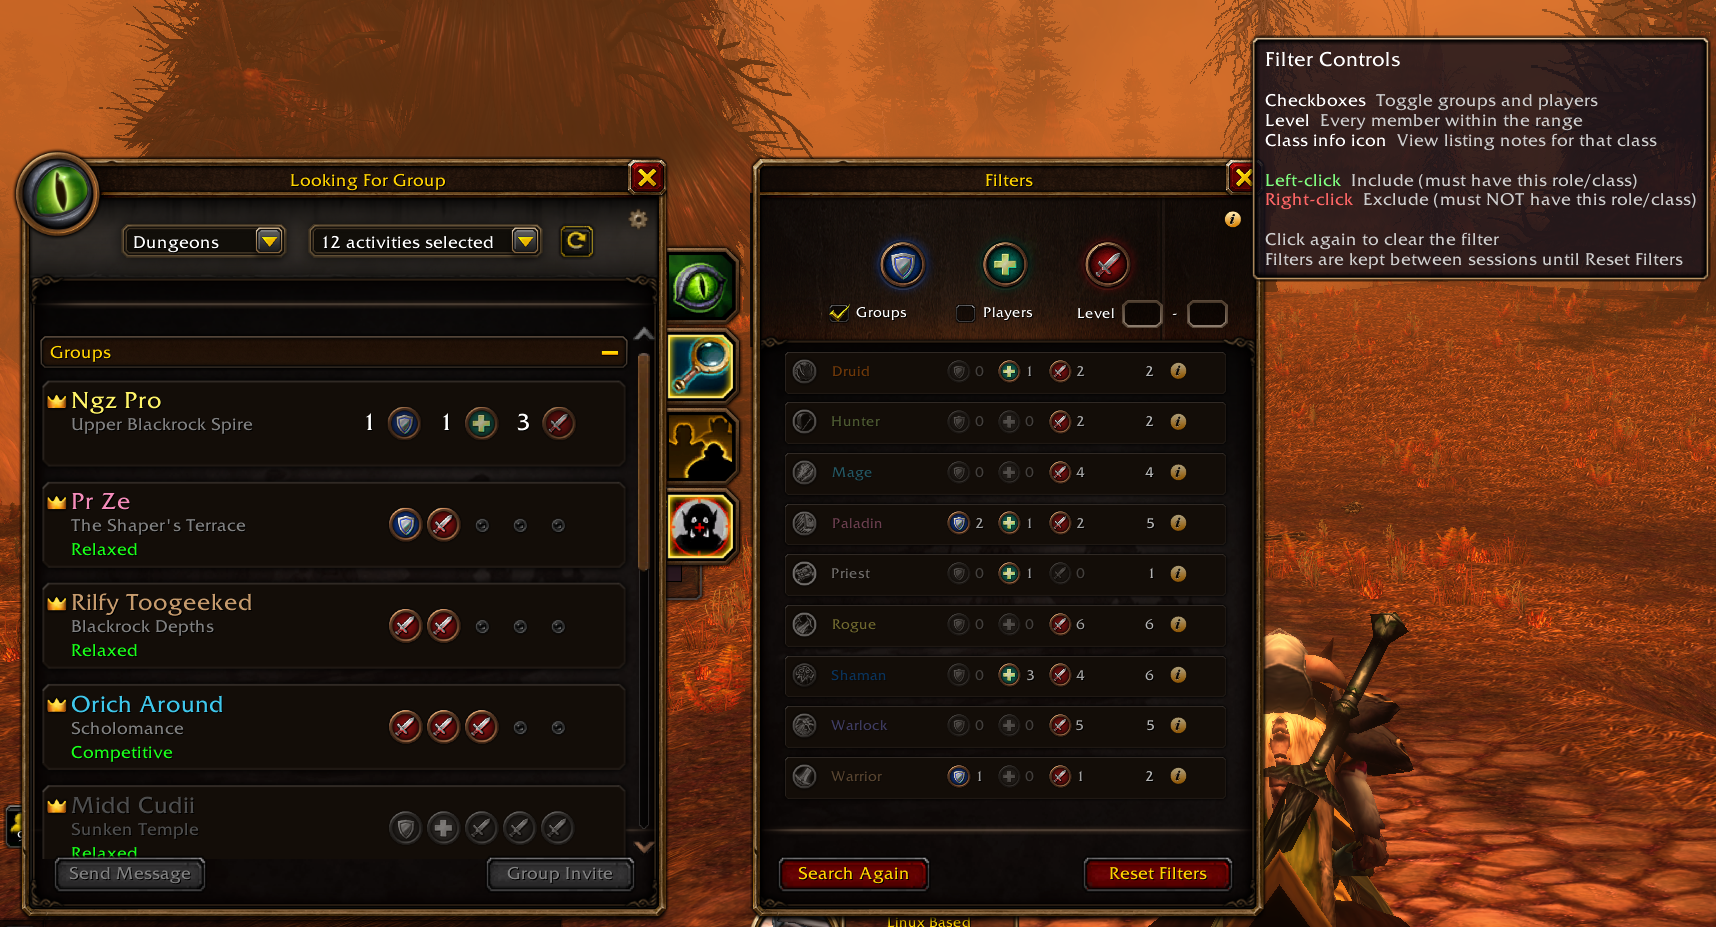 Looking For Group
Dungeons
12 activities selected
Groups
Ngz Pro
Upper Blackrock Spire
1 1 3
Pr Ze
The Shaper's Terrace
Relaxed
Rilfy Toogeeked
Blackrock Depths
Relaxed
Orich Around
Scholomance
Competitive
Midd Cudii
Sunken Temple
Relaxed
Send Message
Group Invite
Filters
Groups
Players
Level -
Druid 0 1 2 2
Hunter 0 0 2 2
Mage 0 0 4 4
Paladin 2 1 2 5
Priest 0 1 0 1
Rogue 0 0 6 6
Shaman 0 3 4 6
Warlock 0 0 5 5
Warrior 1 0 1 2
Search Again
Reset Filters
Linux Based
Filter Controls
Checkboxes Toggle groups and players
Level Every member within the range
Class info icon View listing notes for that class
Left-click Include (must have this role/class)
Right-click Exclude (must NOT have this role/class)
Click again to clear the filter
Filters are kept between sessions until Reset Filters